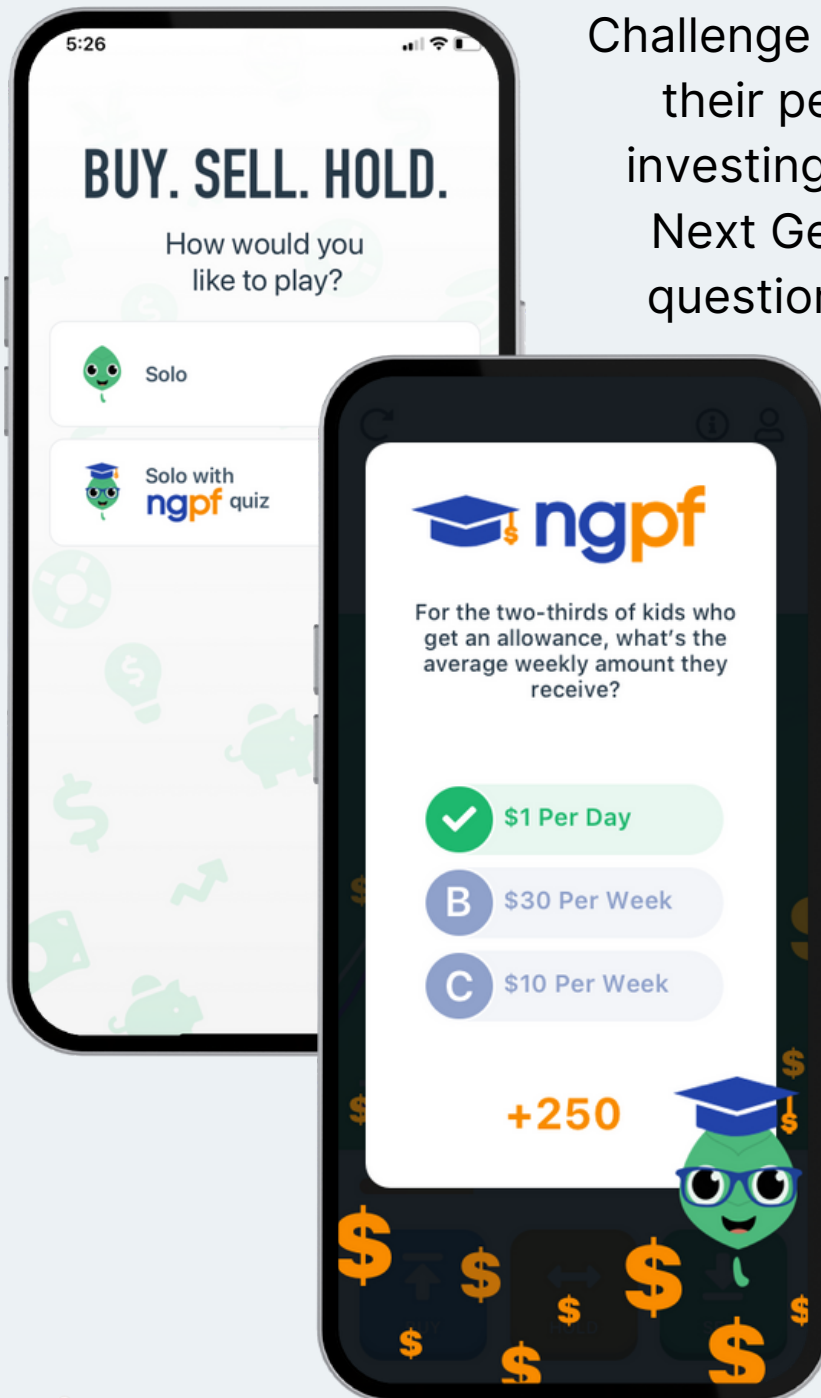 5:26
Challenge
their pe
investing
Next Ge
question
BUY. SELL. HOLD.
How would you
like to play?
Solo
Solo with
ngpf quiz
ngpf
For the two-thirds of kids who
get an allowance, what's the
average weekly amount they
receive?
$1 Per Day
B $30 Per Week
C $10 Per Week
+250